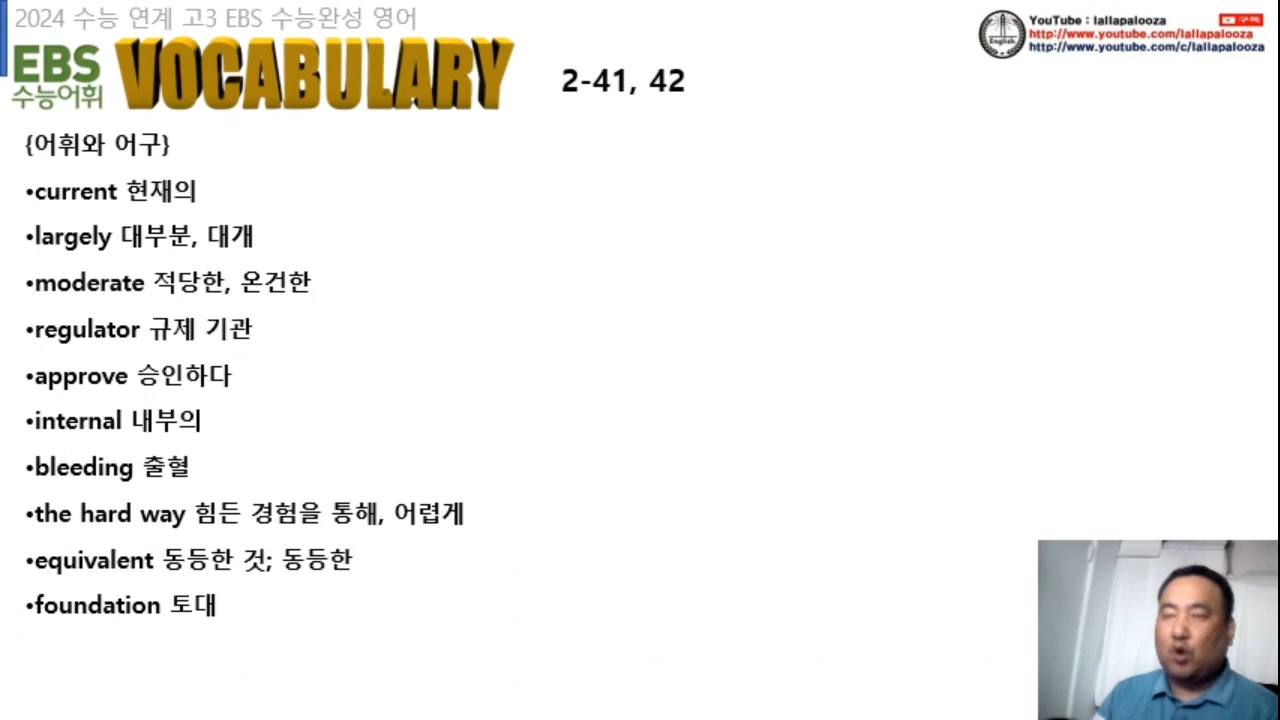 2024 수능 연계 고3 EBS 수능완성 영어
EBS
수능어휘
VOCABULARY
2-41, 42
YouTube : lallapalooza
구독
http://www.youtube.com/lallapalooza
http://www.youtube.com/c/lallapalooza
English
{어휘와 어구}
•current 현재의
•largely 대부분, 대개
•moderate 적당한, 온건한
•regulator 규제 기관
•approve 승인하다
•internal 내부의
•bleeding 출혈
•the hard way 힘든 경험을 통해, 어렵게
•equivalent 동등한 것; 동등한
•foundation 토대